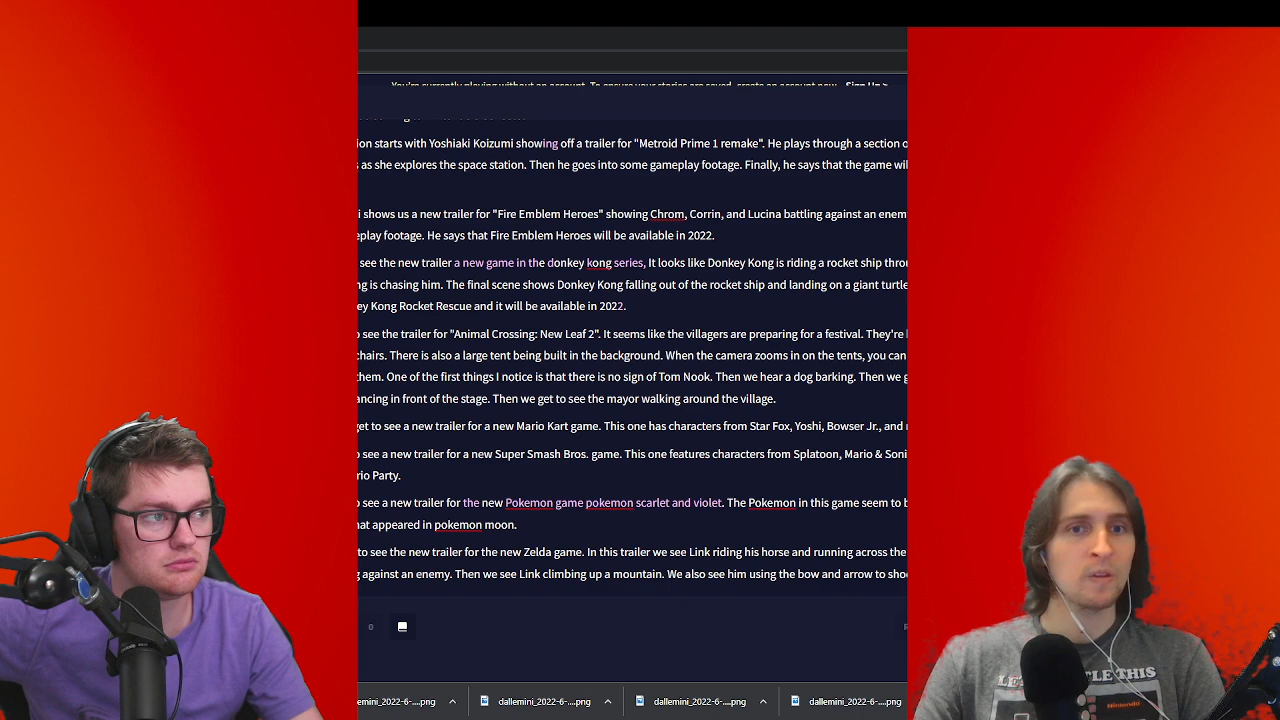 You're currently playing without an account. To ensure your stories are saved, create an account now. Sign Up >
ion starts with Yoshiaki Koizumi showing off a trailer for "Metroid Prime 1 remake". He plays through a section o
s as she explores the space station. Then he goes into some gameplay footage. Finally, he says that the game wil
i shows us a new trailer for "Fire Emblem Heroes" showing Chrom, Corrin, and Lucina battling against an enem
eplay footage. He says that Fire Emblem Heroes will be available in 2022.
see the new trailer a new game in the donkey kong series, It looks like Donkey Kong is riding a rocket ship throu
ng is chasing him. The final scene shows Donkey Kong falling out of the rocket ship and landing on a giant turtle
ey Kong Rocket Rescue and it will be available in 2022.
o see the trailer for "Animal Crossing: New Leaf 2". It seems like the villagers are preparing for a festival. They're
chairs. There is also a large tent being built in the background. When the camera zooms in on the tents, you can
them. One of the first things I notice is that there is no sign of Tom Nook. Then we hear a dog barking. Then we g
ancing in front of the stage. Then we get to see the mayor walking around the village.
get to see a new trailer for a new Mario Kart game. This one has characters from Star Fox, Yoshi, Bowser Jr., and
o see a new trailer for a new Super Smash Bros. game. This one features characters from Splatoon, Mario & Soni
rio Party.
o see a new trailer for the new Pokemon game pokemon scarlet and violet. The Pokemon in this game seem to b
hat appeared in pokemon moon.
to see the new trailer for the new Zelda game. In this trailer we see Link riding his horse and running across the
g against an enemy. Then we see Link climbing up a mountain. We also see him using the bow and arrow to shoo
0
emini_2022-6-....png
dallemini_2022-6-....png
dallemini_2022-6-....png
dallemini_2022-6-....png
THIS
Nintendo